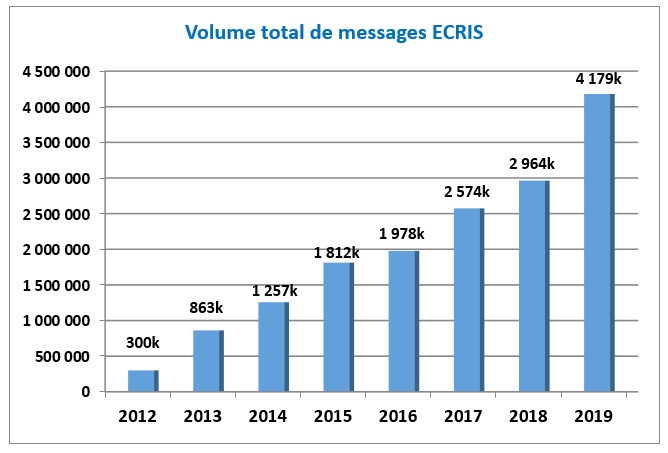 Volume total de messages ECRIS
4 500 000
4 000 000
3 500 000
3 000 000
2 500 000
2 000 000
1 500 000
1 000 000
500 000
0
300k
863k
1 257k
1 812k
1 978k
2 574k
2 964k
4 179k
2012 2013 2014 2015 2016 2017 2018 2019